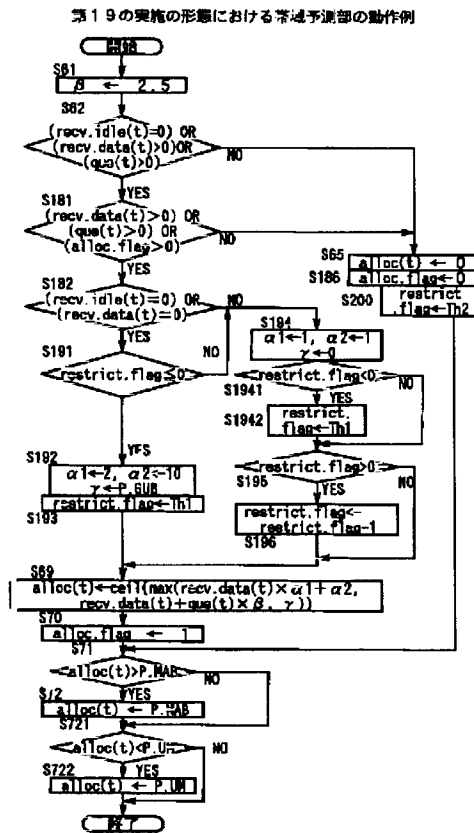 第19の実施の形態における帯域予測部の動作例
開始
S61
β ← 2.5
S62
(recv.idle(t)=0) OR
(recv.data(t)>0)OR
(que(t)>0)
NO
YES
S181
(recv.data(t)>0) OR
(que(t)>0) OR
(alloc.flag>0)
NO
YES
S65
alloc(t) ← 0
S186
alloc.flag←0
S200
restrict
.flag←Th2
S182
(recv.idle(t)=0) OR
(recv.data(t)=0)
NO
YES
S191
restrict.flag≦0
NO
YES
S194
α1←1, α2←1
γ←0
S1941
restrict.flag<0
NO
YES
S1942
restrict.
flag←Th1
restrict.flag>0
S195
NO
YES
restrict.flag←
restrict.flag-1
S196
S192
α1←2, α2←10
γ←P.GUB
restrict.flag←Th1
S193
S69
alloc(t)←ceil(max(recv.data(t)×α1+α2,
recv.data(t)+que(t)×β, γ))
S70
alloc.flag ← 1
S71
alloc(t)>P.MAB
NO
YES
S72
alloc(t) ← P.MAB
S721
alloc(t)<P.UM
NO
YES
S722
alloc(t) ← P.UM
終了